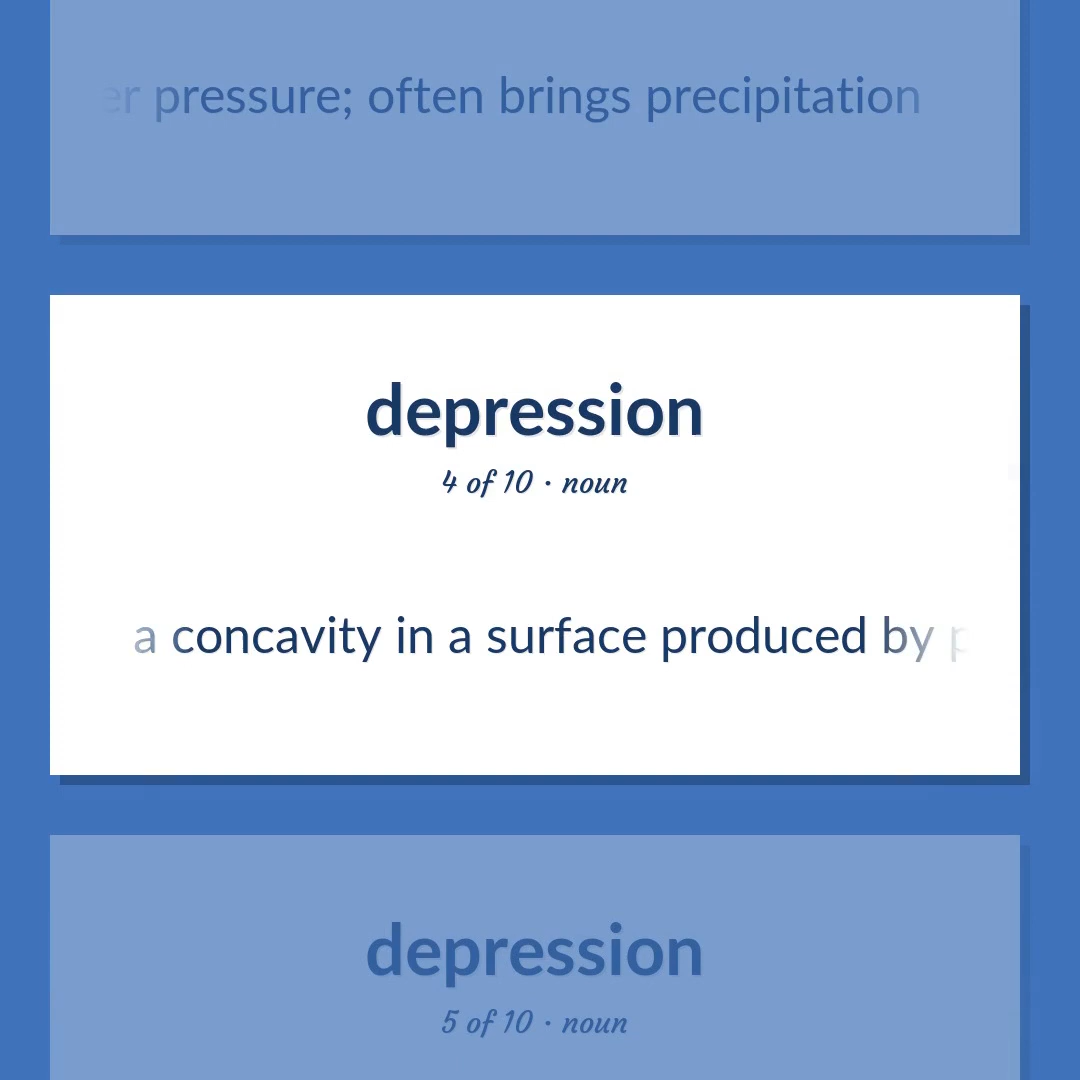 pressure; often brings precipitation
depression
4 of 10 · noun
a concavity in a surface produced by
depression
5 of 10 · noun